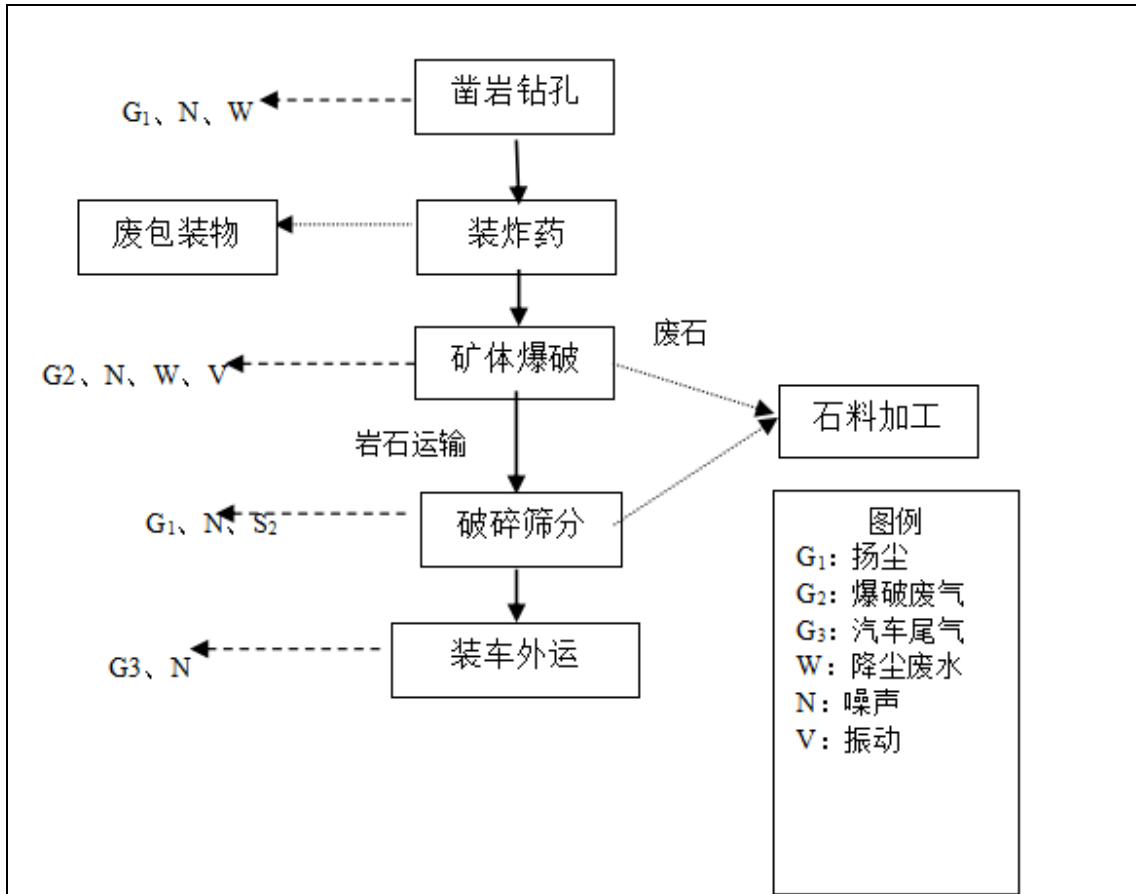 凿岩钻孔
G₁、N、W
废包装物
装炸药
废石
矿体爆破
G2、N、W、V
石料加工
岩石运输
破碎筛分
G₁、N、S₂
图例
G₁：扬尘
G₂：爆破废气
G₃：汽车尾气
W：降尘废水
N：噪声
V：振动
装车外运
G3、N